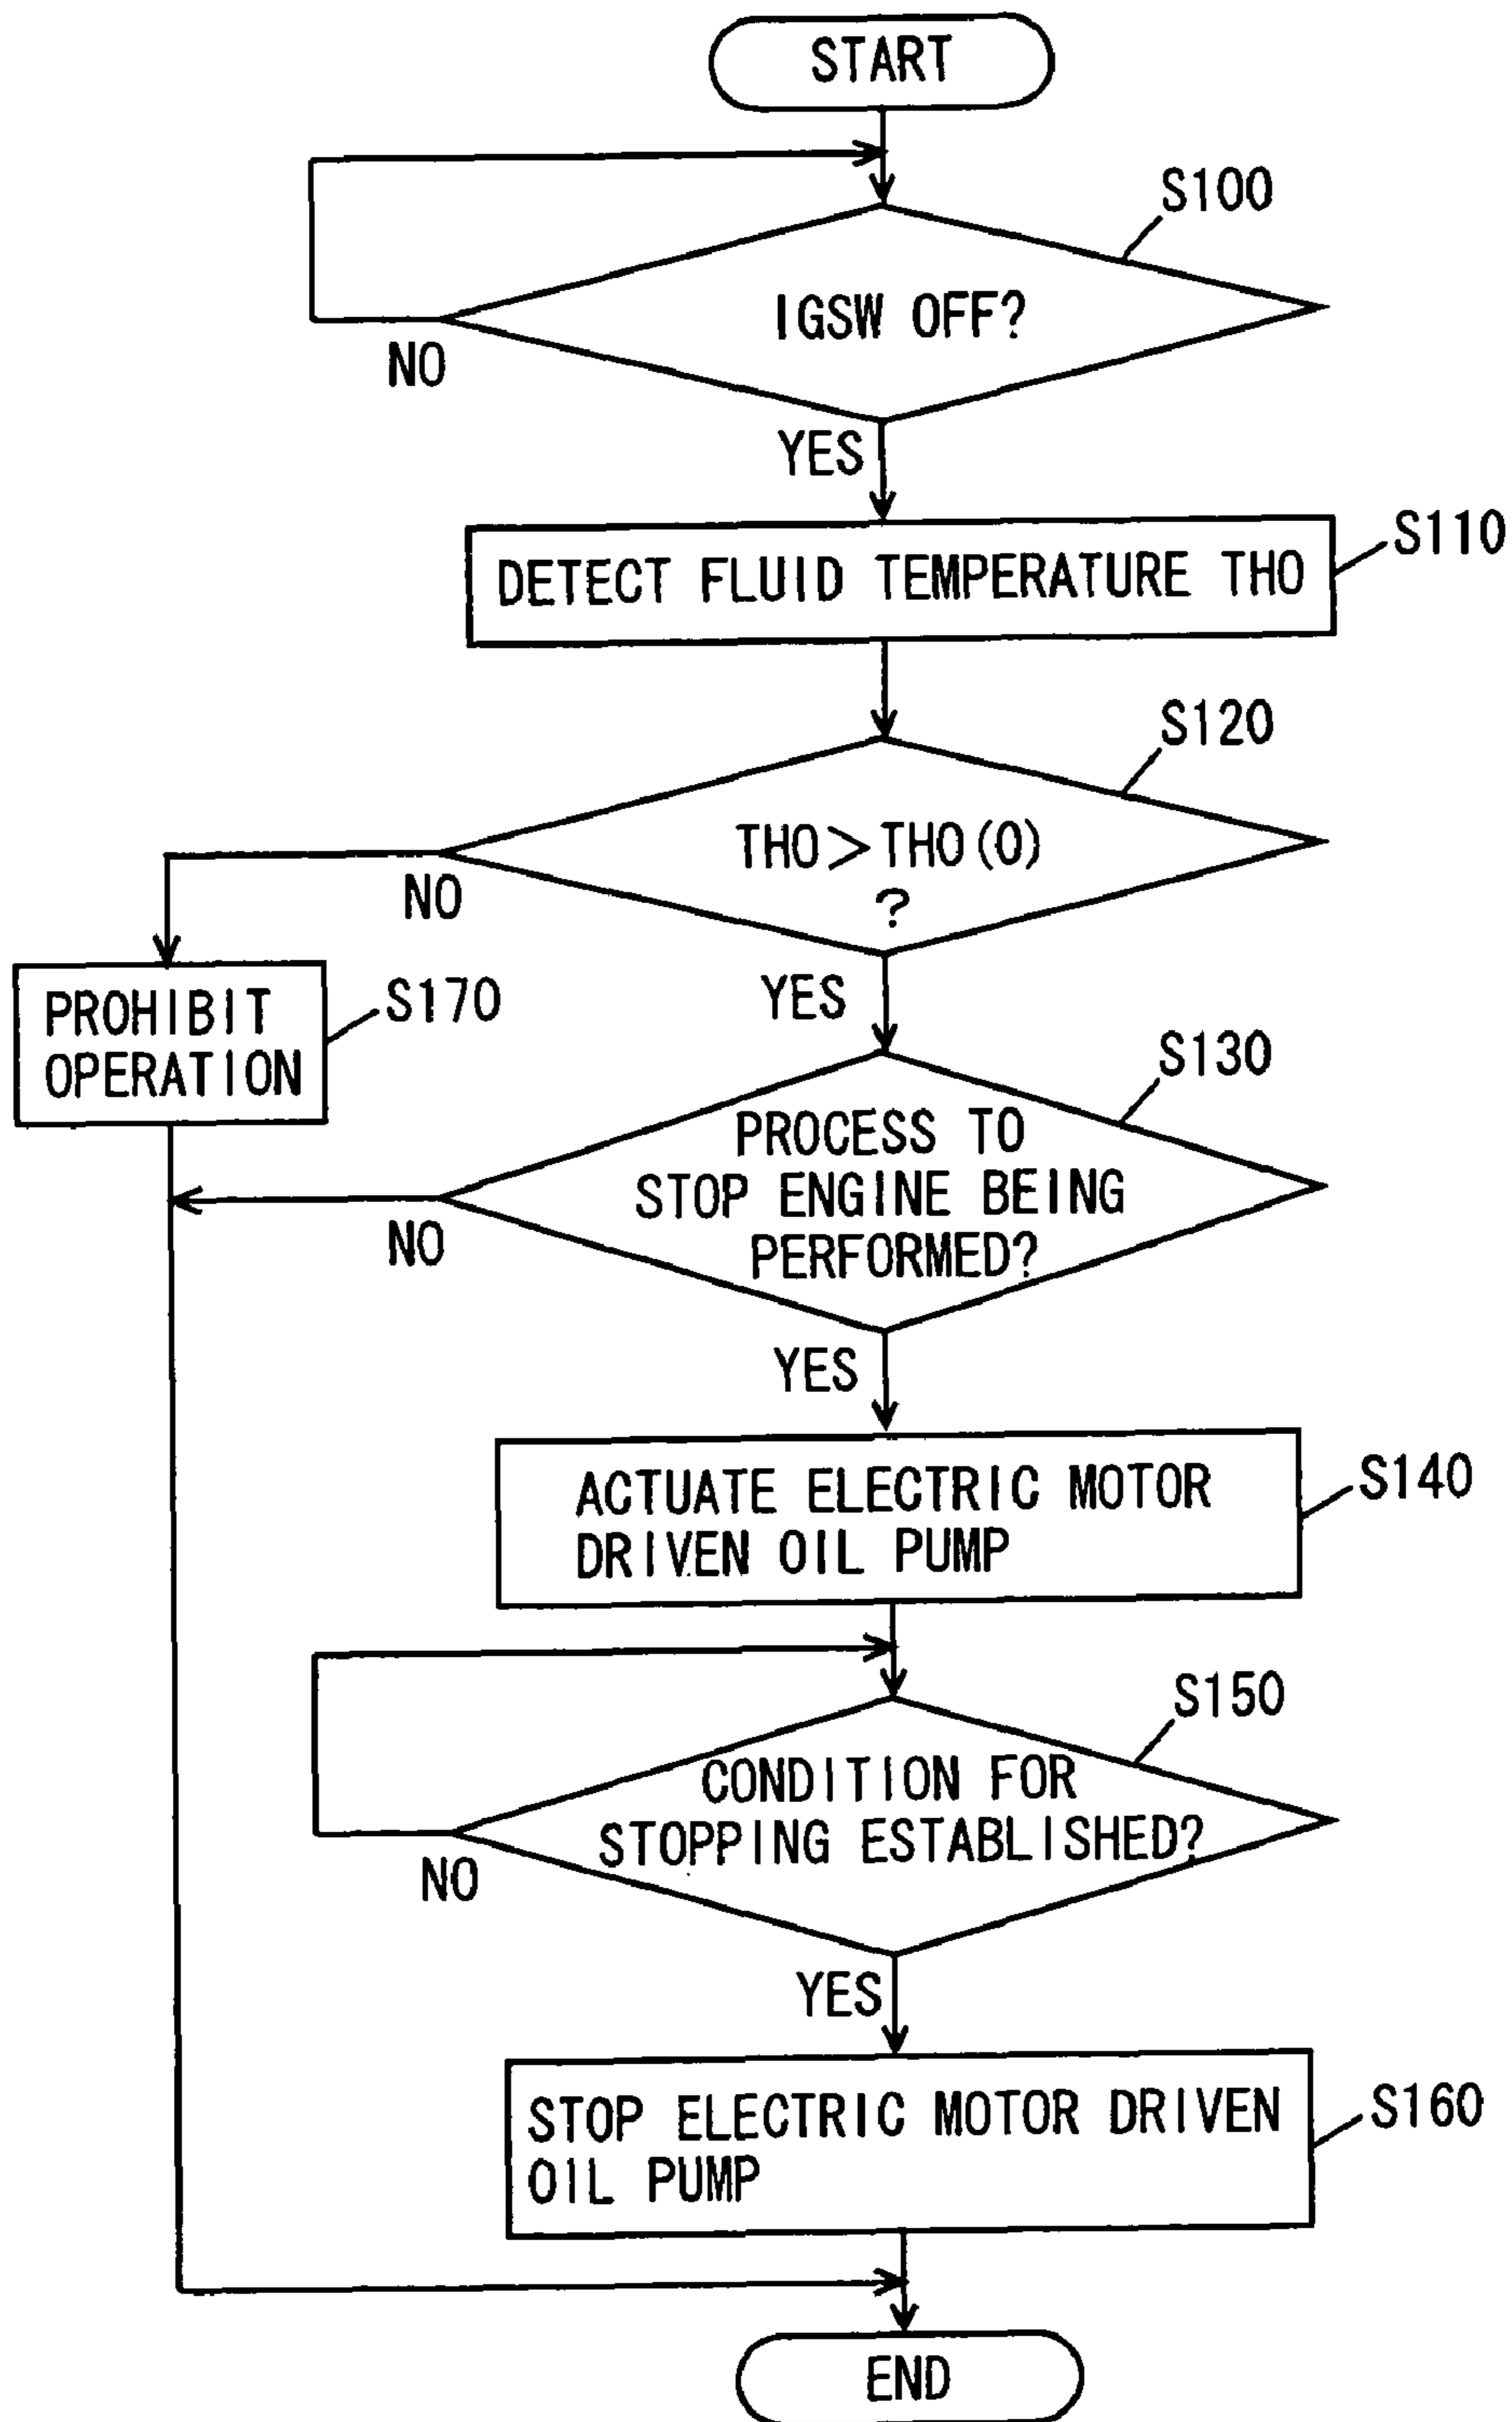 START
S100
IGSW OFF?
NO
YES
S110
DETECT FLUID TEMPERATURE THO
S120
THO>THO(0)
?
NO
YES
PROHIBIT
OPERATION
S170
S130
PROCESS TO
STOP ENGINE BEING
PERFORMED?
NO
YES
ACTUATE ELECTRIC MOTOR
DRIVEN OIL PUMP
S140
S150
CONDITION FOR
STOPPING ESTABLISHED?
NO
YES
STOP ELECTRIC MOTOR DRIVEN
OIL PUMP
S160
END